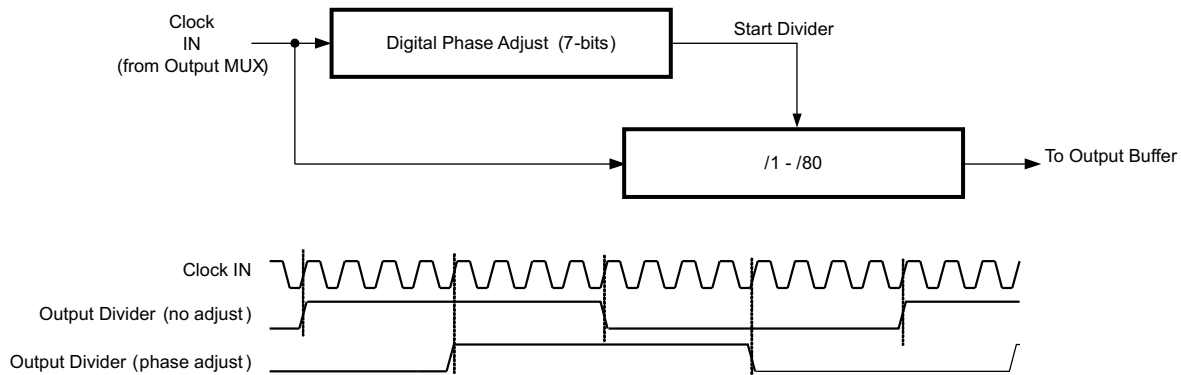 Clock
IN
(from Output MUX)
Digital Phase Adjust (7-bits)
Start Divider
/1 - /80
To Output Buffer
Clock IN
Output Divider (no adjust)
Output Divider (phase adjust)